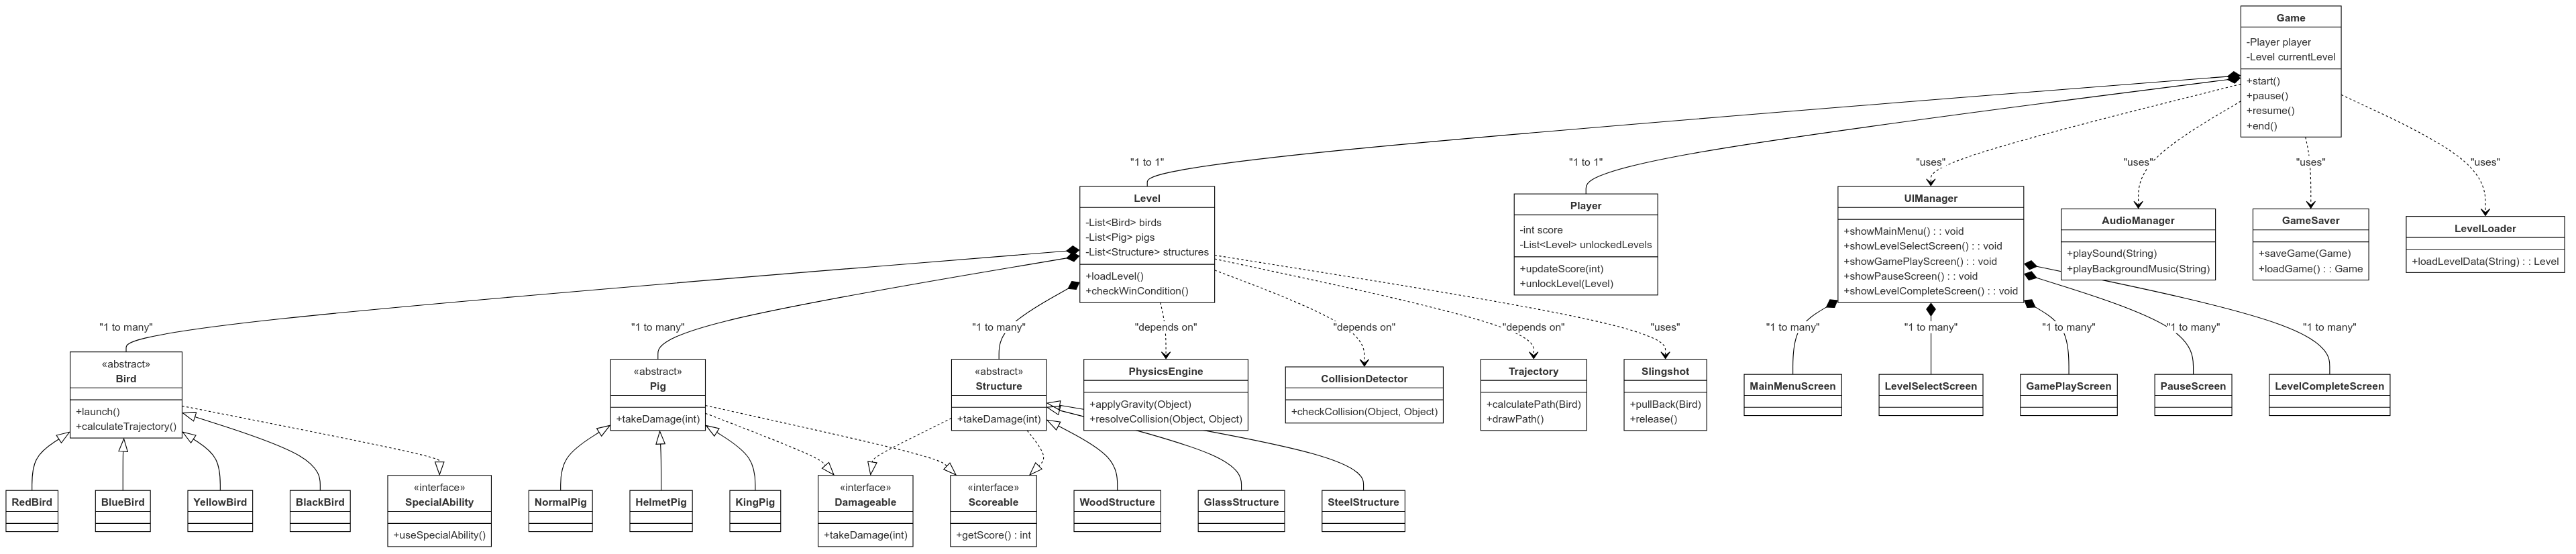 Game
-Player player
-Level currentLevel
+start()
+pause()
+resume()
+end()
"1 to 1"
"1 to 1"
"uses"
"uses"
"uses"
"uses"
Level
-List<Bird> birds
-List<Pig> pigs
-List<Structure> structures
+loadLevel()
+checkWinCondition()
Player
-int score
-List<Level> unlockedLevels
+updateScore(int)
+unlockLevel(Level)
UIManager
+showMainMenu() : : void
+showLevelSelectScreen() : : void
+showGamePlayScreen() : : void
+showPauseScreen() : : void
+showLevelCompleteScreen() : : void
AudioManager
+playSound(String)
+playBackgroundMusic(String)
GameSaver
+saveGame(Game)
+loadGame() : : Game
LevelLoader
+loadLevelData(String) : : Level
"1 to many"
"1 to many"
"1 to many"
"depends on"
"depends on"
"depends on"
"uses"
"1 to many"
"1 to many"
"1 to many"
"1 to many"
"1 to many"
«abstract»
Bird
+launch()
+calculateTrajectory()
«abstract»
Pig
+takeDamage(int)
«abstract»
Structure
+takeDamage(int)
PhysicsEngine
+applyGravity(Object)
+resolveCollision(Object, Object)
CollisionDetector
+checkCollision(Object, Object)
Trajectory
+calculatePath(Bird)
+drawPath()
Slingshot
+pullBack(Bird)
+release()
MainMenuScreen
LevelSelectScreen
GamePlayScreen
PauseScreen
LevelCompleteScreen
RedBird
BlueBird
YellowBird
BlackBird
«interface»
SpecialAbility
+useSpecialAbility()
NormalPig
HelmetPig
KingPig
«interface»
Damageable
+takeDamage(int)
«interface»
Scoreable
+getScore() : int
WoodStructure
GlassStructure
SteelStructure